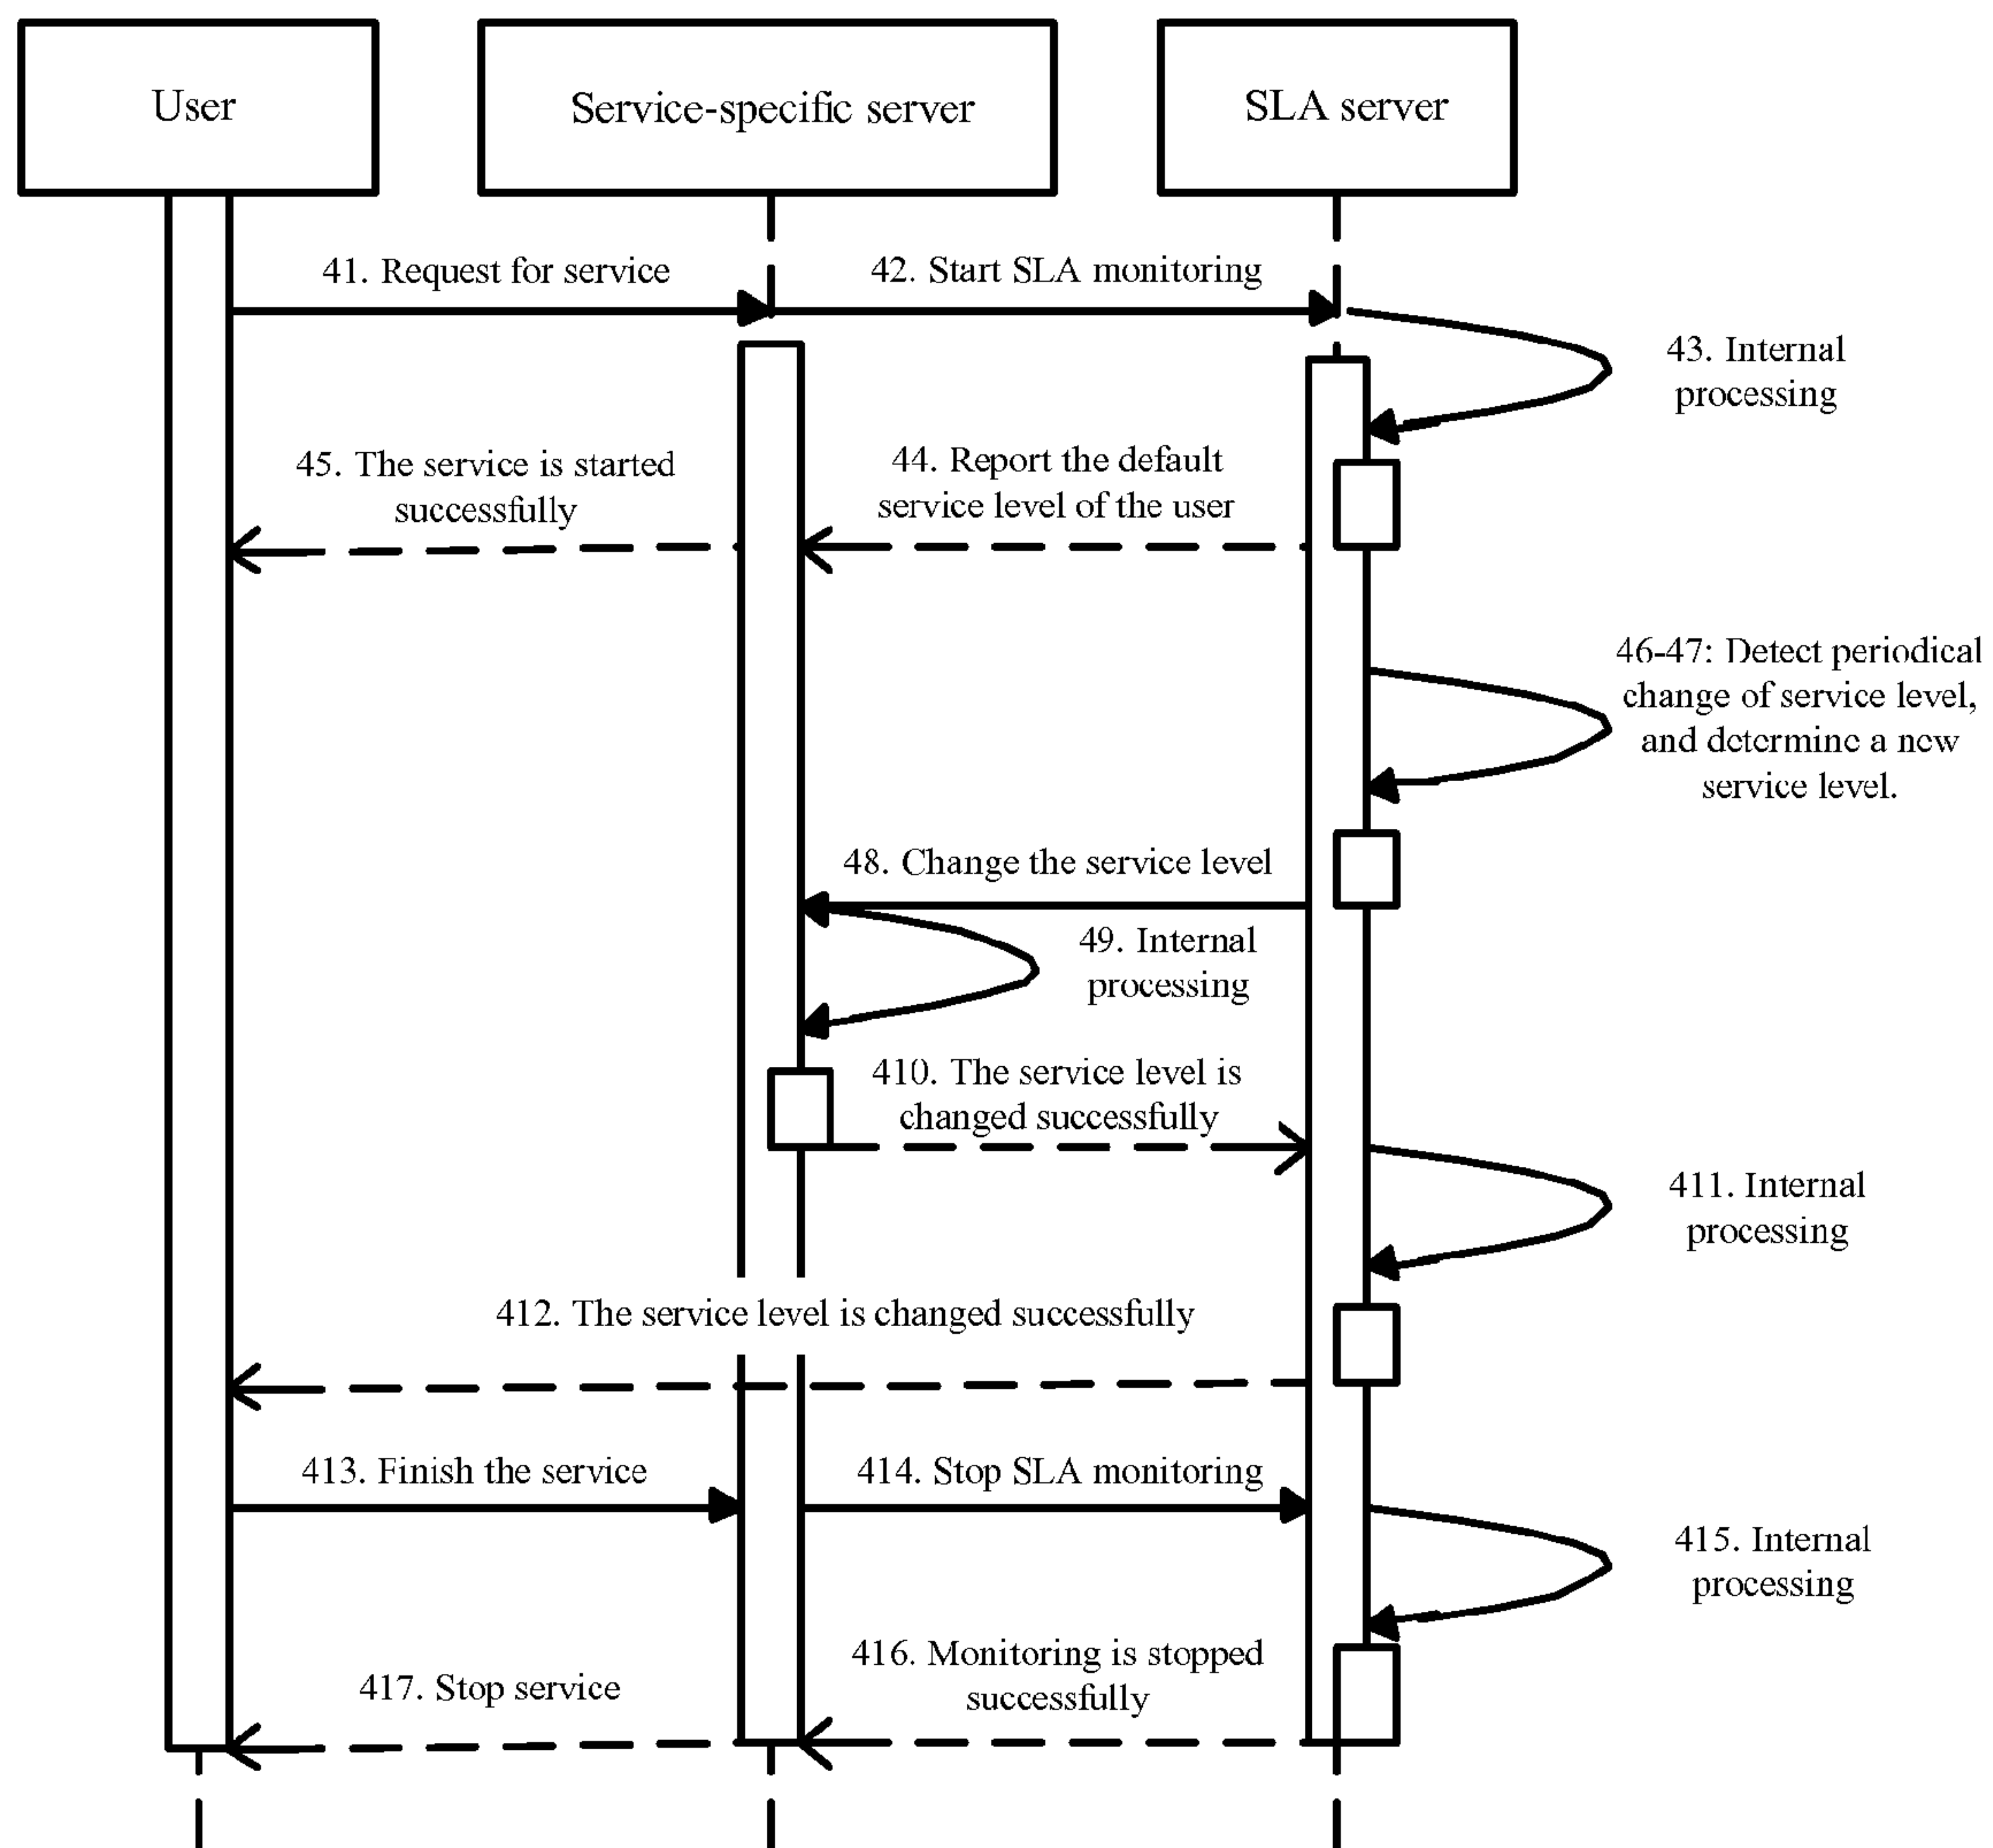 User
Service-specific server
SLA server
41. Request for service
42. Start SLA monitoring
43. Internal
processing
45. The service is started
successfully
44. Report the default
service level of the user
46-47: Detect periodical
change of service level,
and determine a new
service level.
48. Change the service level
49. Internal
processing
410. The service level is
changed successfully
411. Internal
processing
412. The service level is changed successfully
413. Finish the service
414. Stop SLA monitoring
415. Internal
processing
416. Monitoring is stopped
successfully
417. Stop service